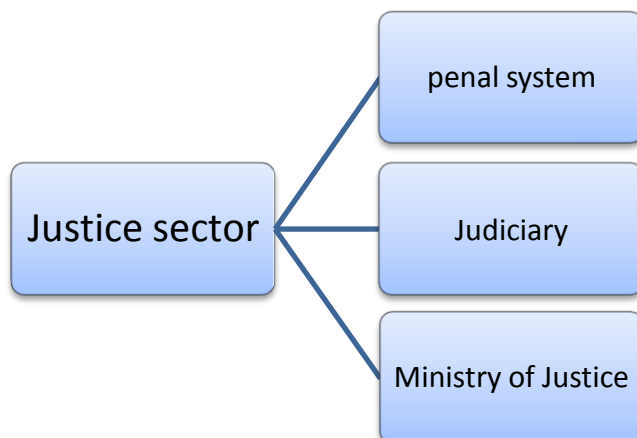 penal system
Justice sector
Judiciary
Ministry of Justice